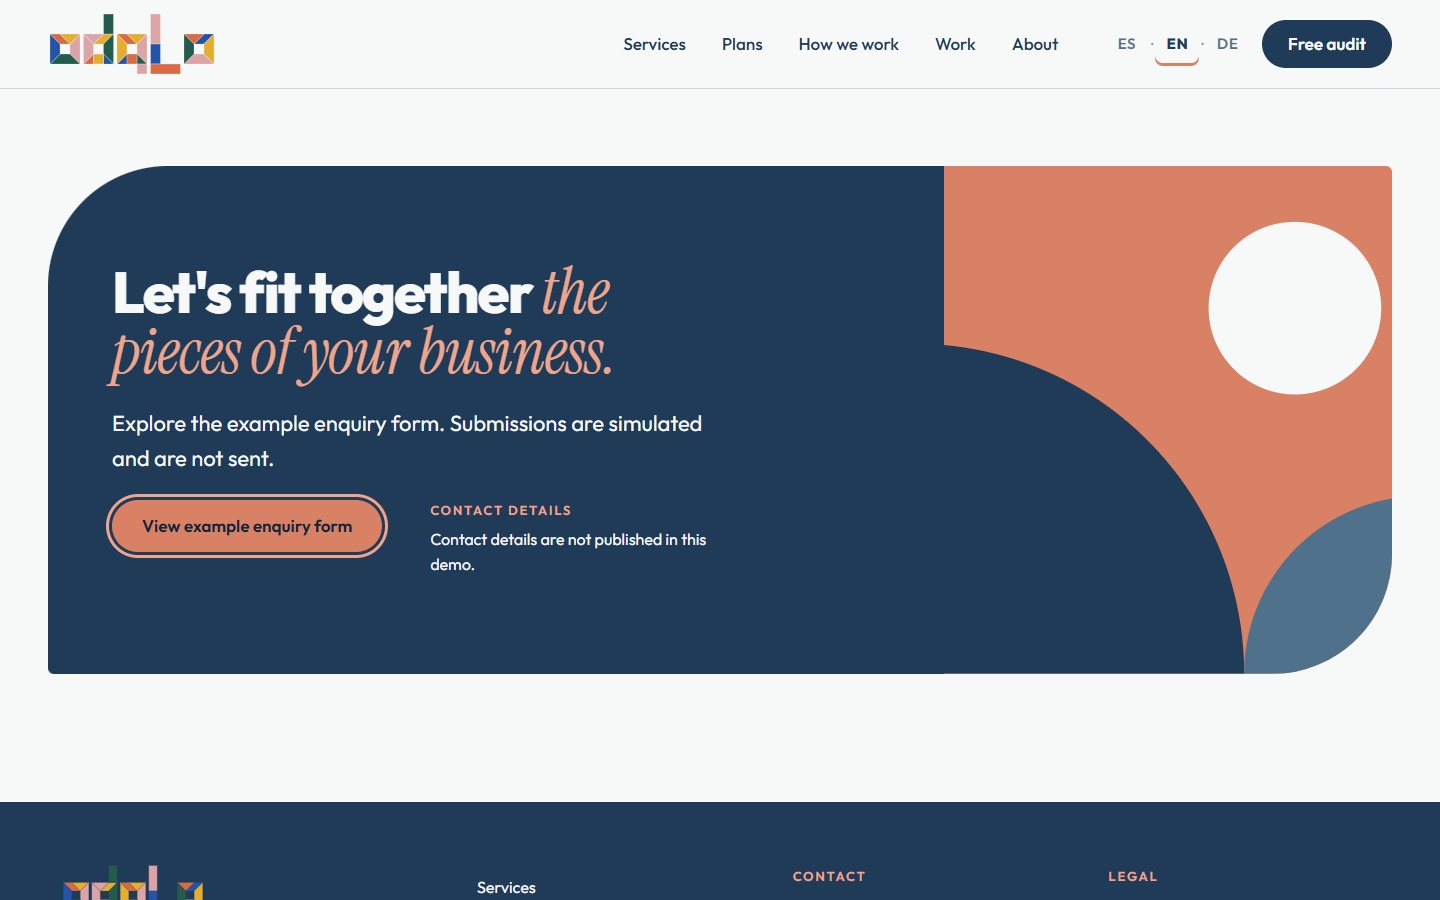 adala
Services
Plans
How we work
Work
About
ES · EN · DE
Free audit
Let's fit together the
pieces of your business.
Explore the example enquiry form. Submissions are simulated
and are not sent.
View example enquiry form
CONTACT DETAILS
Contact details are not published in this
demo.
Services
CONTACT
LEGAL